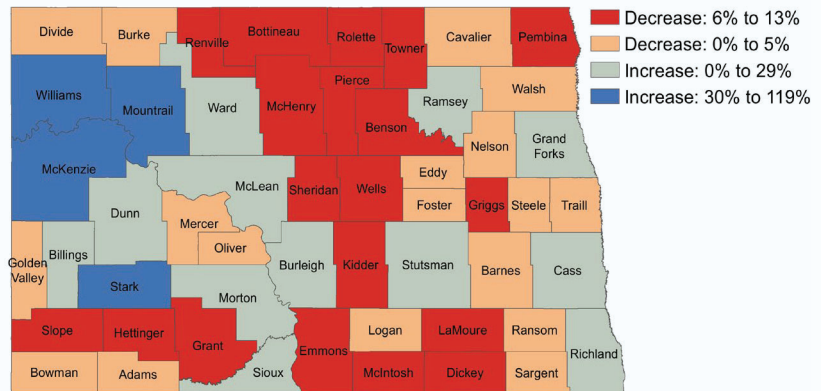 Divide
Burke
Renville
Bottineau
Rolette
Towner
Cavalier
Pembina
Decrease: 6% to 13%
Decrease: 0% to 5%
Increase: 0% to 29%
Increase: 30% to 119%
Williams
Mountrail
Ward
McHenry
Pierce
Benson
Ramsey
Walsh
Nelson
Grand
Forks
McKenzie
Dunn
McLean
Sheridan
Wells
Eddy
Foster
Griggs
Steele
Traill
Mercer
Oliver
Golden
Valley
Billings
Stark
Morton
Burleigh
Kidder
Stutsman
Barnes
Cass
Slope
Hettinger
Grant
Emmons
Logan
LaMoure
Ransom
Richland
Bowman
Adams
Sioux
McIntosh
Dickey
Sargent